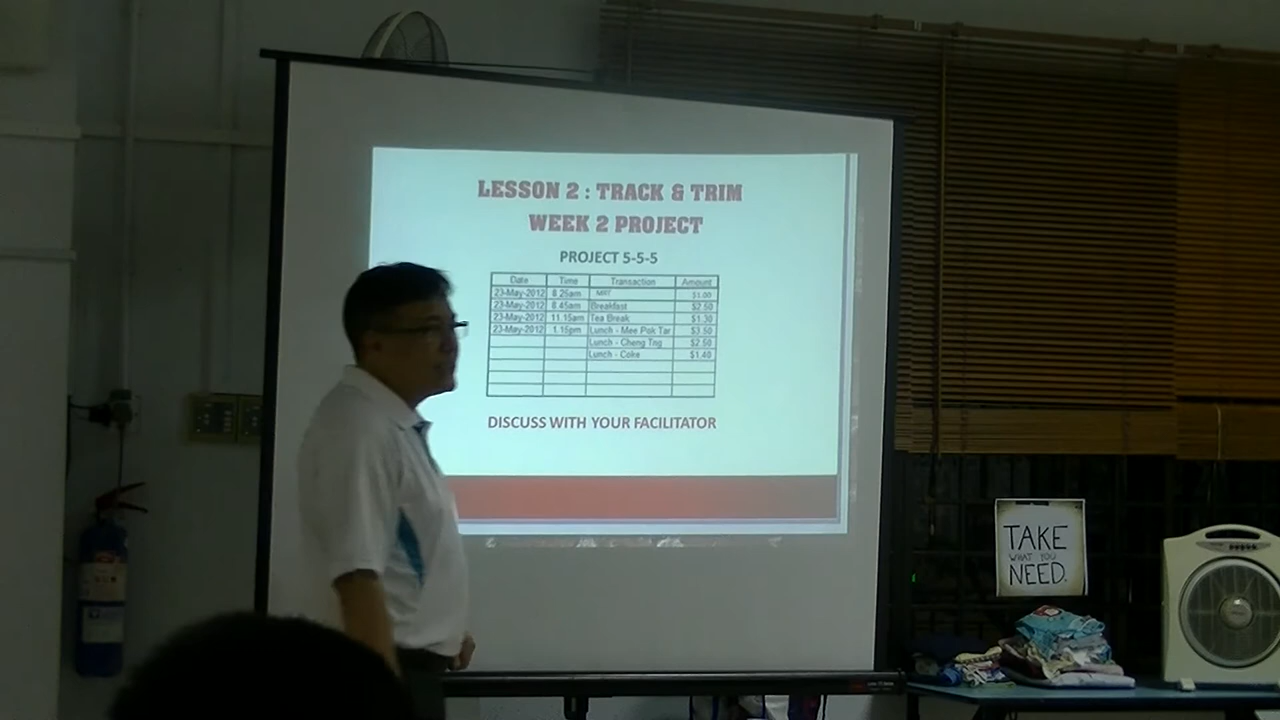 LESSON 2 : TRACK & TRIM
WEEK 2 PROJECT
PROJECT 5-5-5
Date Time Transaction Amount
23-May-2012 8.25am MRT $1.00
23-May-2012 8.45am Breakfast $2.50
23-May-2012 11.15am Tea Break $1.30
23-May-2012 1.15pm Lunch - Mee Pok Tar $3.50
Lunch - Cheng Tng $2.50
Lunch - Coke $1.40
DISCUSS WITH YOUR FACILITATOR
TAKE
WHAT YOU
NEED.